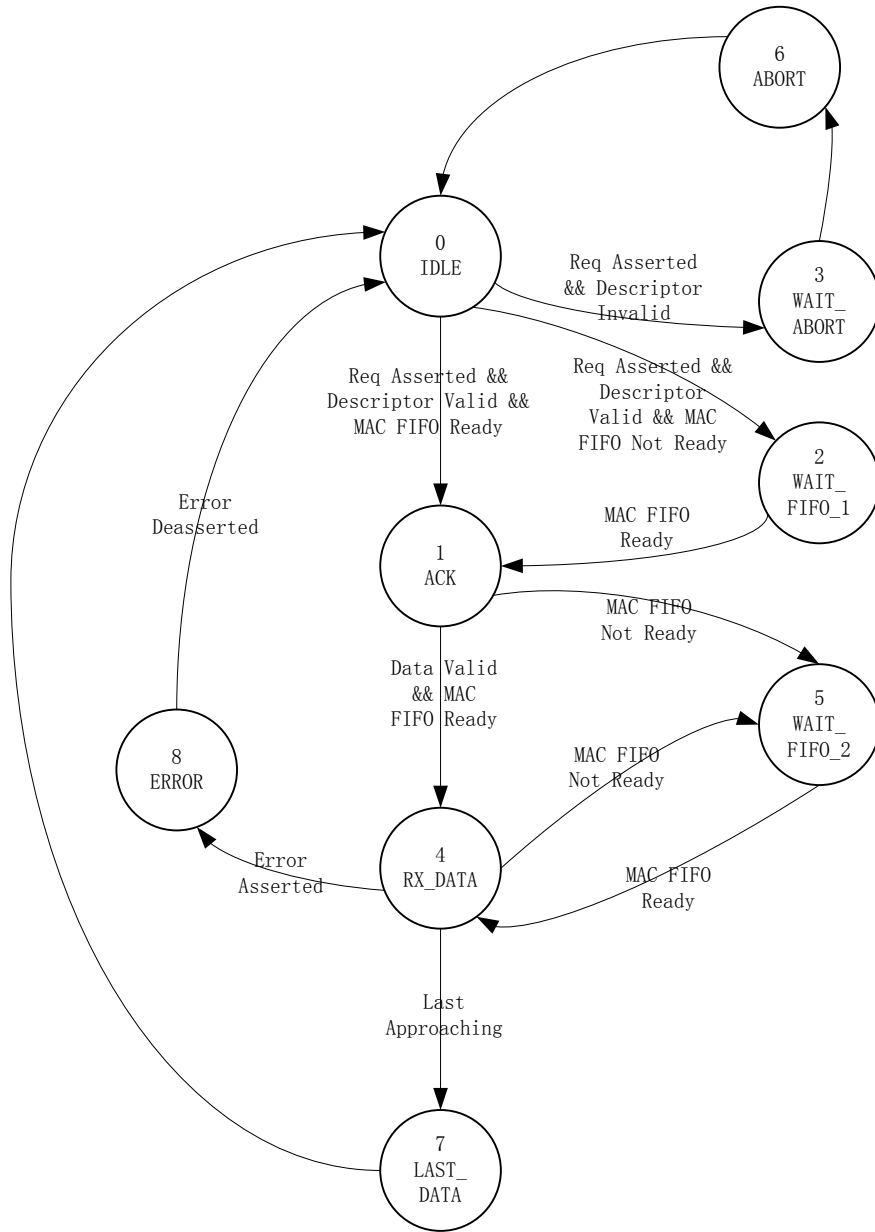 6
ABORT
0
IDLE
Req Asserted
&& Descriptor
Invalid
3
WAIT_
ABORT
Req Asserted &&
Descriptor Valid &&
MAC FIFO Ready
Req Asserted &&
Descriptor
Valid && MAC
FIFO Not Ready
2
WAIT_
FIFO_1
Error
Deasserted
MAC FIFO
Ready
1
ACK
MAC FIFO
Not Ready
Data Valid
&& MAC
FIFO Ready
5
WAIT_
FIFO_2
8
ERROR
MAC FIFO
Not Ready
4
RX_DATA
Error
Asserted
MAC FIFO
Ready
Last
Approaching
7
LAST_
DATA